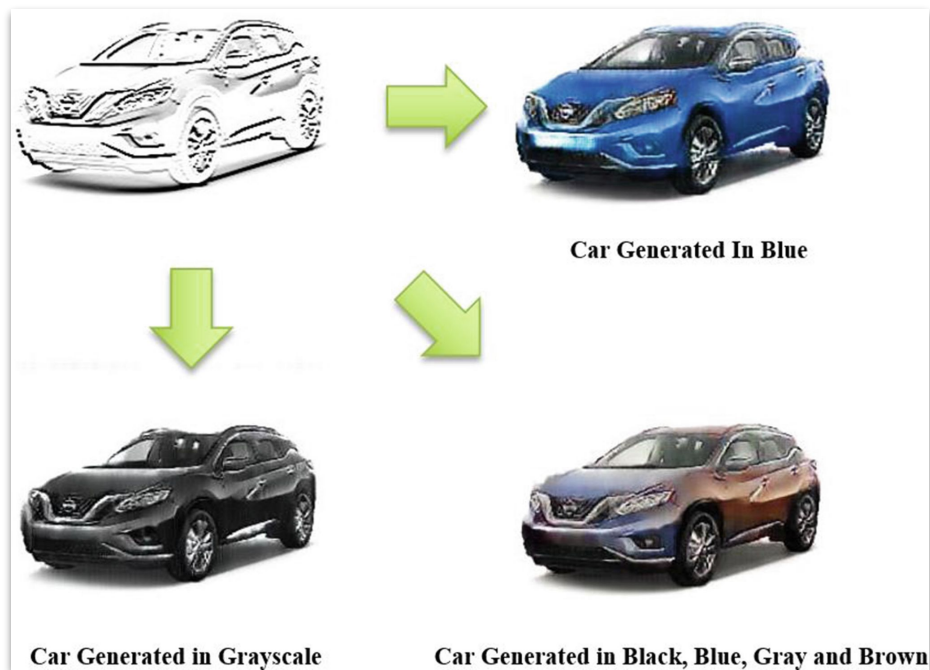 Car Generated In Blue
Car Generated in Grayscale
Car Generated in Black, Blue, Gray and Brown